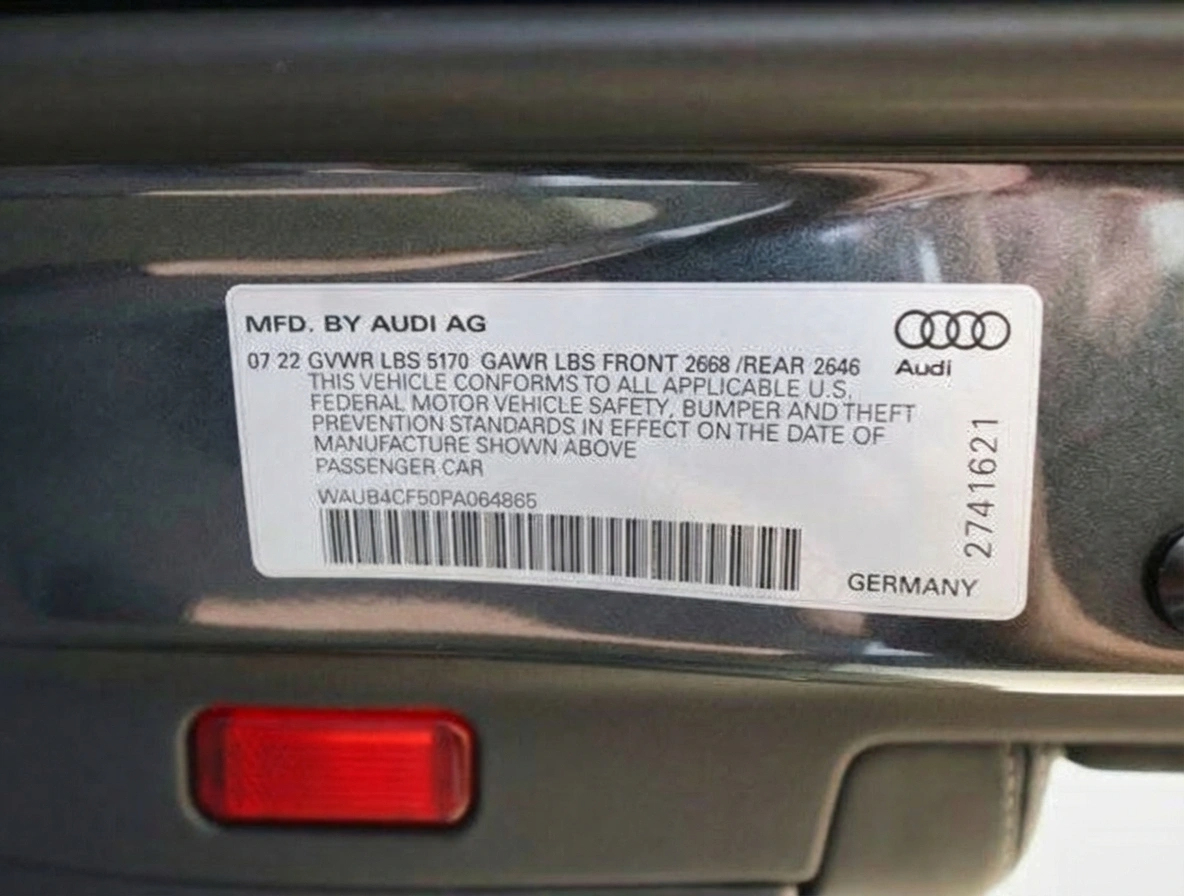 MFD. BY AUDI AG
07 22 GVWR LBS 5170 GAWR LBS FRONT 2668 /REAR 2646
THIS VEHICLE CONFORMS TO ALL APPLICABLE U.S.
FEDERAL MOTOR VEHICLE SAFETY, BUMPER AND THEFT
PREVENTION STANDARDS IN EFFECT ON THE DATE OF
MANUFACTURE SHOWN ABOVE
PASSENGER CAR
WAUB4CF50PA064865
Audi
2741621
GERMANY